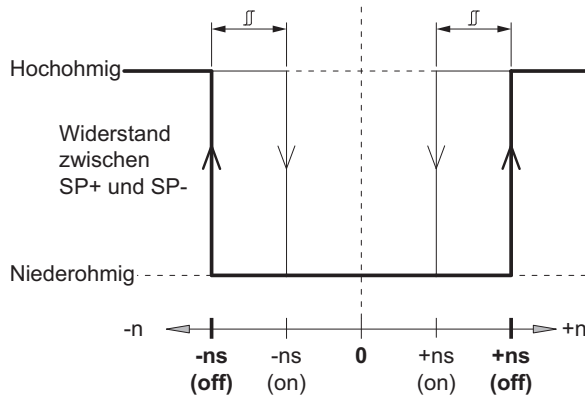 Hochohmig
Widerstand
zwischen
SP+ und SP-
Niederohmig
-n
+n
-ns
(off)
-ns
(on)
0
+ns
(on)
+ns
(off)